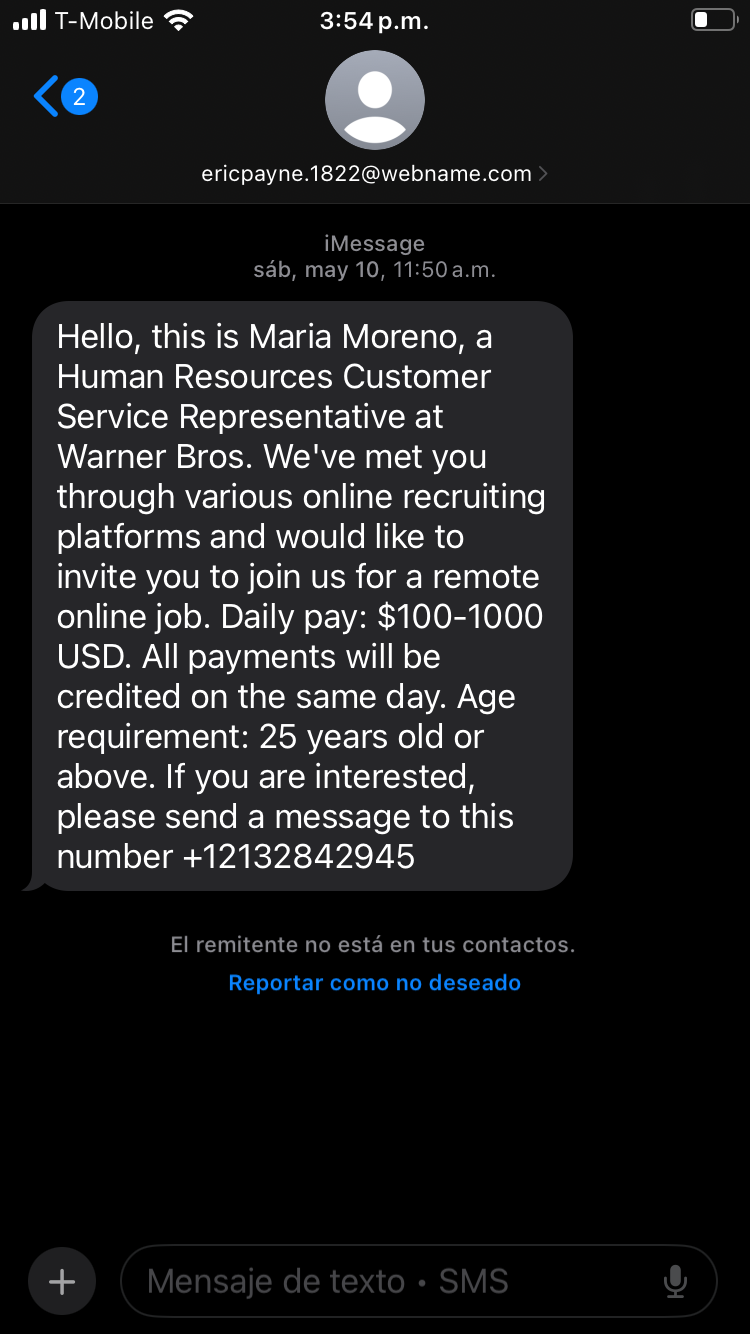 T-Mobile 3:54 p.m.
2
ericpayne.1822@webname.com
iMessage
sáb, may 10, 11:50 a.m.
Hello, this is Maria Moreno, a
Human Resources Customer
Service Representative at
Warner Bros. We've met you
through various online recruiting
platforms and would like to
invite you to join us for a remote
online job. Daily pay: $100-1000
USD. All payments will be
credited on the same day. Age
requirement: 25 years old or
above. If you are interested,
please send a message to this
number +12132842945
El remitente no está en tus contactos.
Reportar como no deseado
Mensaje de texto • SMS